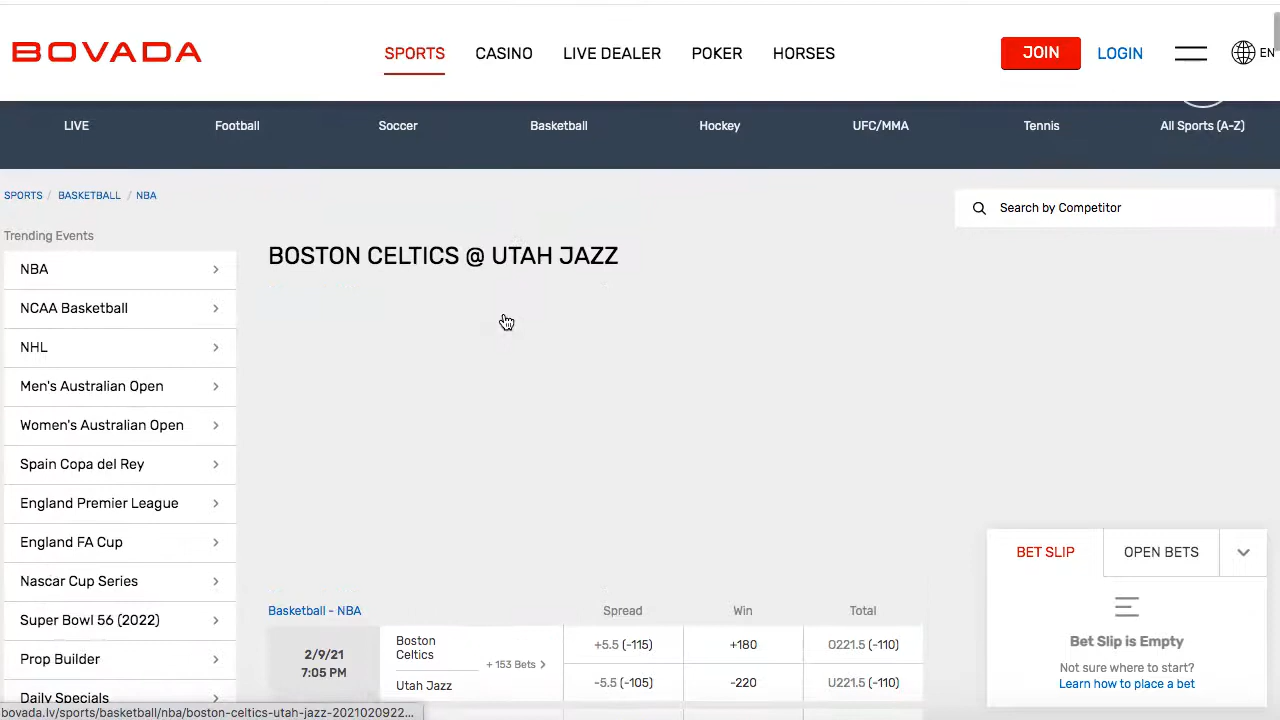 BOVADA
SPORTS CASINO LIVE DEALER POKER HORSES
JOIN LOGIN EN
LIVE Football Soccer Basketball Hockey UFC/MMA Tennis All Sports (A-Z)
SPORTS / BASKETBALL / NBA
Search by Competitor
Trending Events
NBA
NCAA Basketball
NHL
Men's Australian Open
Women's Australian Open
Spain Copa del Rey
England Premier League
England FA Cup
Nascar Cup Series
Super Bowl 56 (2022)
Prop Builder
Daily Specials
BOSTON CELTICS @ UTAH JAZZ
Basketball - NBA Spread Win Total
2/9/21
7:05 PM
Boston
Celtics
Utah Jazz
+ 153 Bets
+5.5 (-115) +180 O221.5 (-110)
-5.5 (-105) -220 U221.5 (-110)
BET SLIP OPEN BETS
Bet Slip is Empty
Not sure where to start?
Learn how to place a bet
bovada.lv/sports/basketball/nba/boston-celtics-utah-jazz-2021020922...